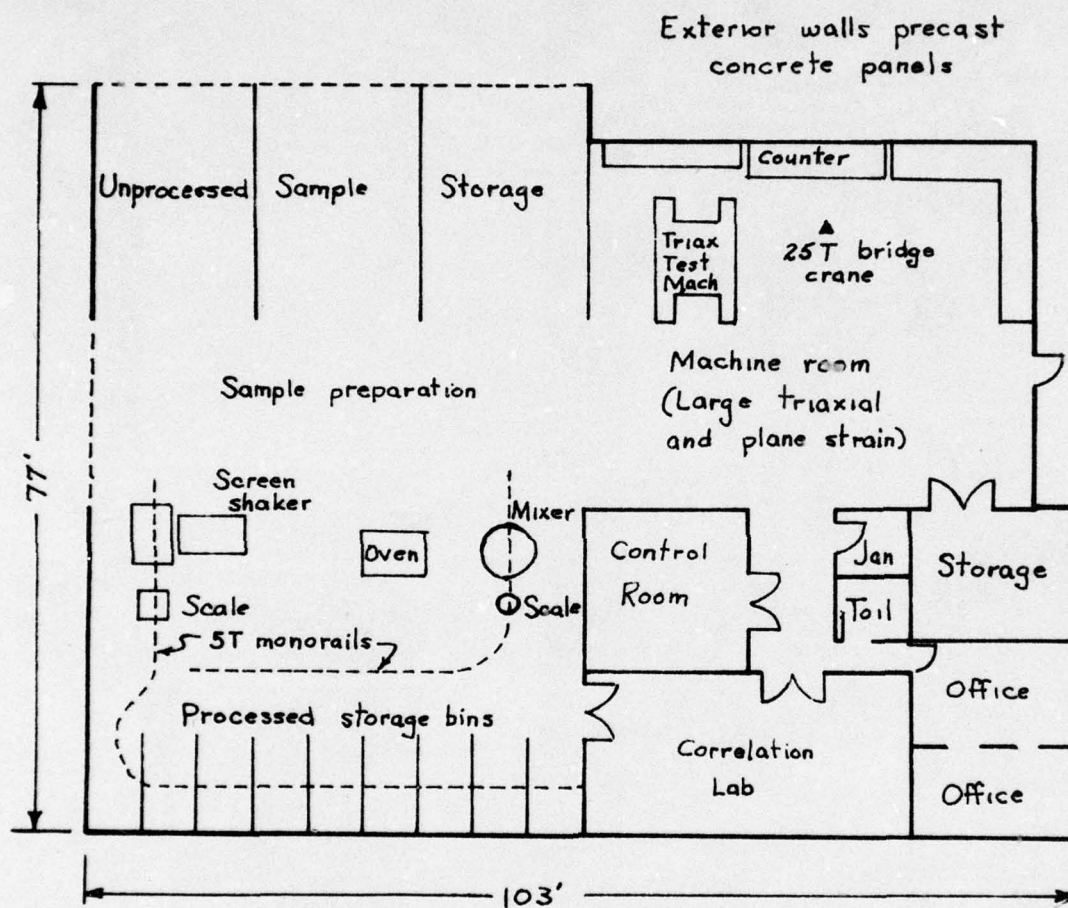 Exterior walls precast
concrete panels
Unprocessed Sample Storage
Counter
Triax
Test
Mach
25T bridge
crane
Sample preparation
Machine room
(Large triaxial
and plane strain)
77'
Screen
shaker
Mixer
Oven
Scale
Scale
5T monorails
Control
Room
Jan
Toil
Storage
Processed storage bins
Correlation
Lab
Office
Office
103'